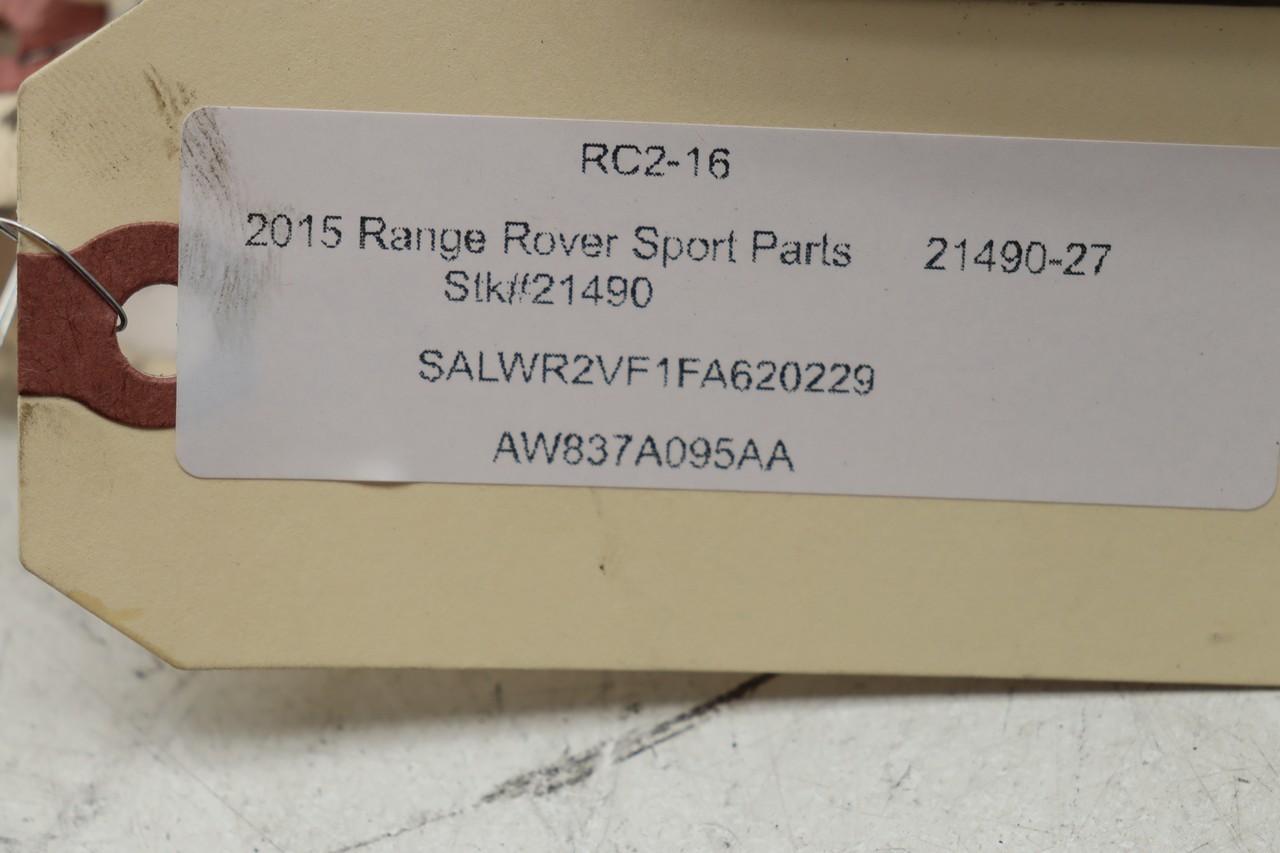 RC2-16
2015 Range Rover Sport Parts 21490-27
Stk#21490
SALWR2VF1FA620229
AW837A095AA